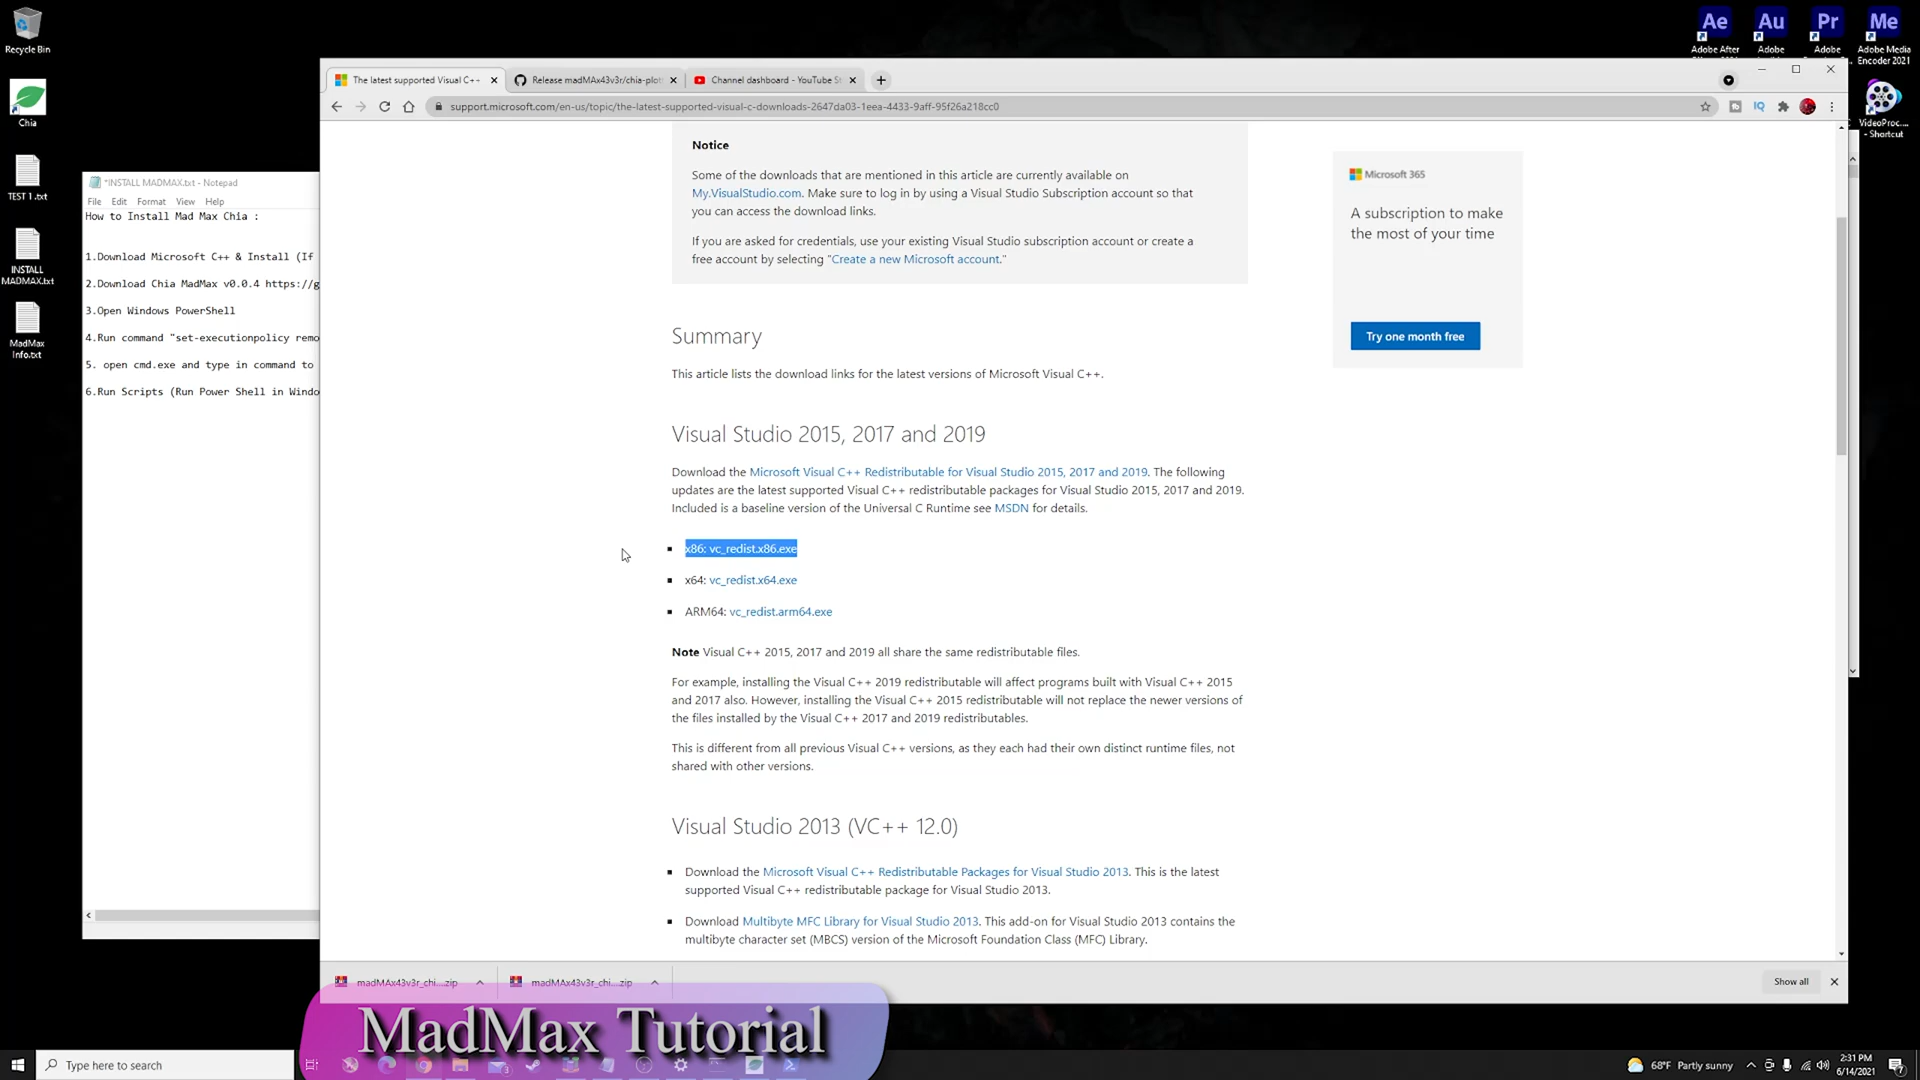 Recycle Bin
Chia
TEST 1.txt
INSTALL
MADMAX.txt
MadMax
Info.txt
Ae
Adobe After
Au
Adobe
Pr
Adobe
Encoder 2021
Me
Adobe Media
Encoder 2021
VideoProc...
- Shortcut
*INSTALL MADMAX.txt - Notepad
File Edit Format View Help
How to Install Mad Max Chia :
1.Download Microsoft C++ & Install (If
2.Download Chia MadMax v0.0.4 https://g
3.Open Windows PowerShell
4.Run command "set-executionpolicy remo
5. open cmd.exe and type in command to
6.Run Scripts (Run Power Shell in Windo
The latest supported Visual C++
Release madMAx43v3r/chia-plot
Channel dashboard - YouTube St
support.microsoft.com/en-us/topic/the-latest-supported-visual-c-downloads-2647da03-1eea-4433-9aff-95f26a218cc0
IQ
Notice
Some of the downloads that are mentioned in this article are currently available on
My.VisualStudio.com. Make sure to log in by using a Visual Studio Subscription account so that
you can access the download links.
If you are asked for credentials, use your existing Visual Studio subscription account or create a
free account by selecting "Create a new Microsoft account."
Microsoft 365
A subscription to make
the most of your time
Try one month free
Summary
This article lists the download links for the latest versions of Microsoft Visual C++.
Visual Studio 2015, 2017 and 2019
Download the Microsoft Visual C++ Redistributable for Visual Studio 2015, 2017 and 2019. The following
updates are the latest supported Visual C++ redistributable packages for Visual Studio 2015, 2017 and 2019.
Included is a baseline version of the Universal C Runtime see MSDN for details.
x86: vc_redist.x86.exe
x64: vc_redist.x64.exe
ARM64: vc_redist.arm64.exe
Note Visual C++ 2015, 2017 and 2019 all share the same redistributable files.
For example, installing the Visual C++ 2019 redistributable will affect programs built with Visual C++ 2015
and 2017 also. However, installing the Visual C++ 2015 redistributable will not replace the newer versions of
the files installed by the Visual C++ 2017 and 2019 redistributables.
This is different from all previous Visual C++ versions, as they each had their own distinct runtime files, not
shared with other versions.
Visual Studio 2013 (VC++ 12.0)
Download the Microsoft Visual C++ Redistributable Packages for Visual Studio 2013. This is the latest
supported Visual C++ redistributable package for Visual Studio 2013.
Download Multibyte MFC Library for Visual Studio 2013. This add-on for Visual Studio 2013 contains the
multibyte character set (MBCS) version of the Microsoft Foundation Class (MFC) Library.
madMAx43v3r_chi....zip
madMAx43v3r_chi....zip
Show all
MadMax Tutorial
Type here to search
68°F Partly sunny
2:31 PM
6/14/2021